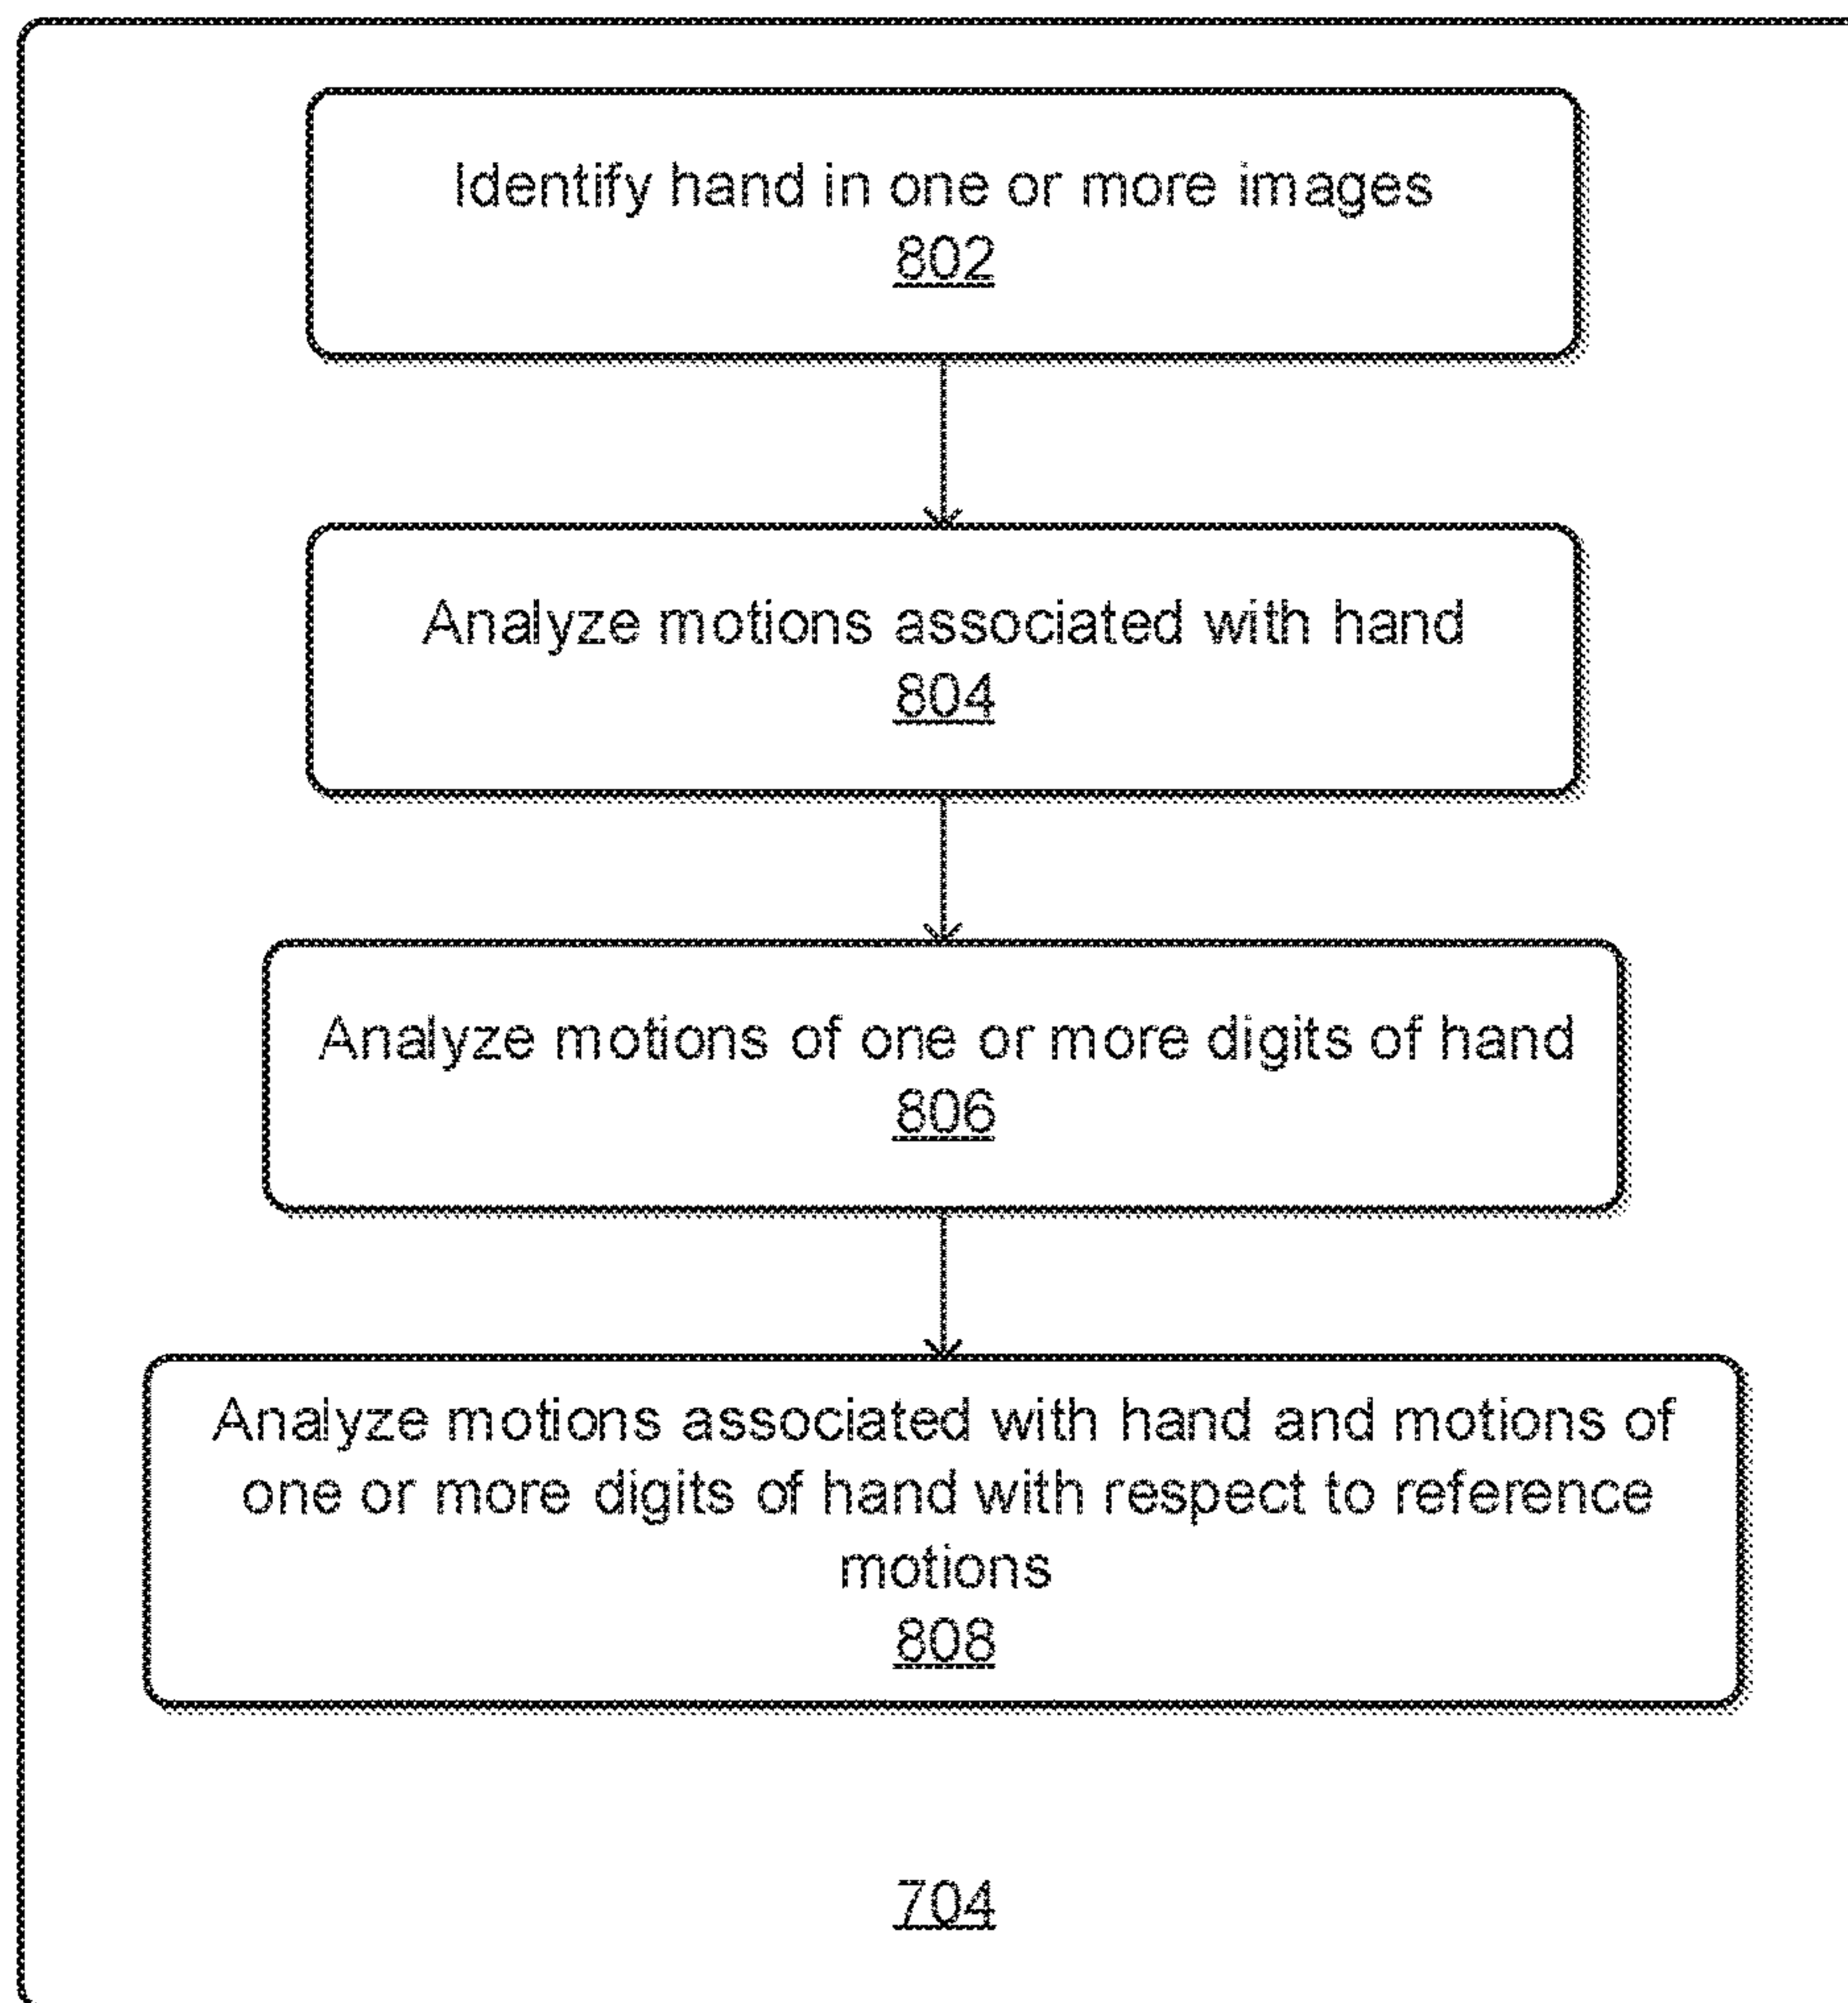 Identify hand in one or more images
802
Analyze motions associated with hand
804
Analyze motions of one or more digits of hand
806
Analyze motions associated with hand and motions of
one or more digits of hand with respect to reference
motions
808
704